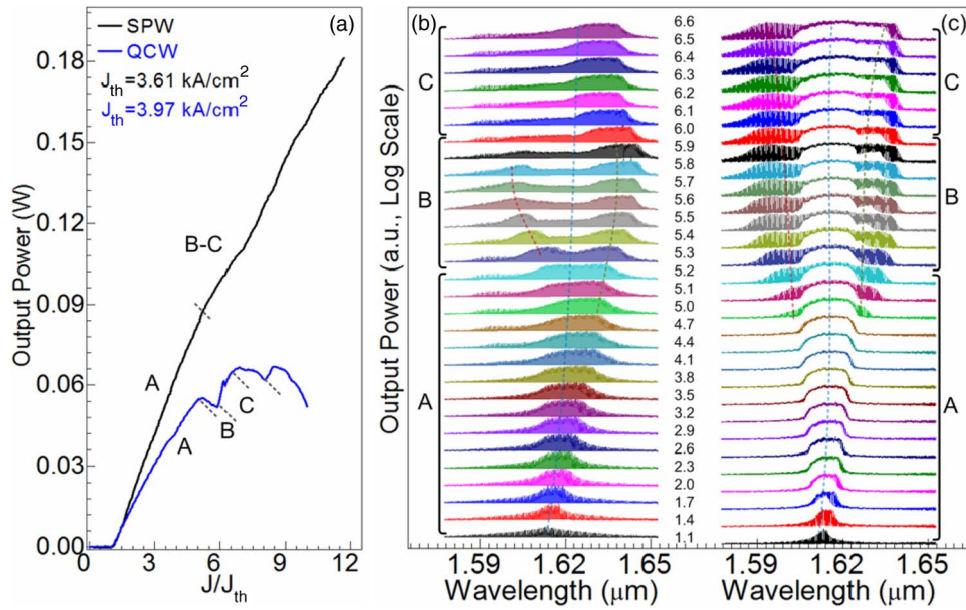 (a)
SPW
QCW
J_th=3.61 kA/cm²
J_th=3.97 kA/cm²
0.18
0.15
0.12
0.09
0.06
0.03
0.00
Output Power (W)
B-C
A
A
B
C
0 3 6 9 12
J/J_th
(b)
Output Power (a.u., Log Scale)
C
B
A
1.59 1.62 1.65
Wavelength (μm)
6.6
6.5
6.4
6.3
6.2
6.1
6.0
5.9
5.8
5.7
5.6
5.5
5.4
5.3
5.2
5.1
5.0
4.7
4.4
4.1
3.8
3.5
3.2
2.9
2.6
2.3
2.0
1.7
1.4
1.1
(c)
C
B
A
1.59 1.62 1.65
Wavelength (μm)